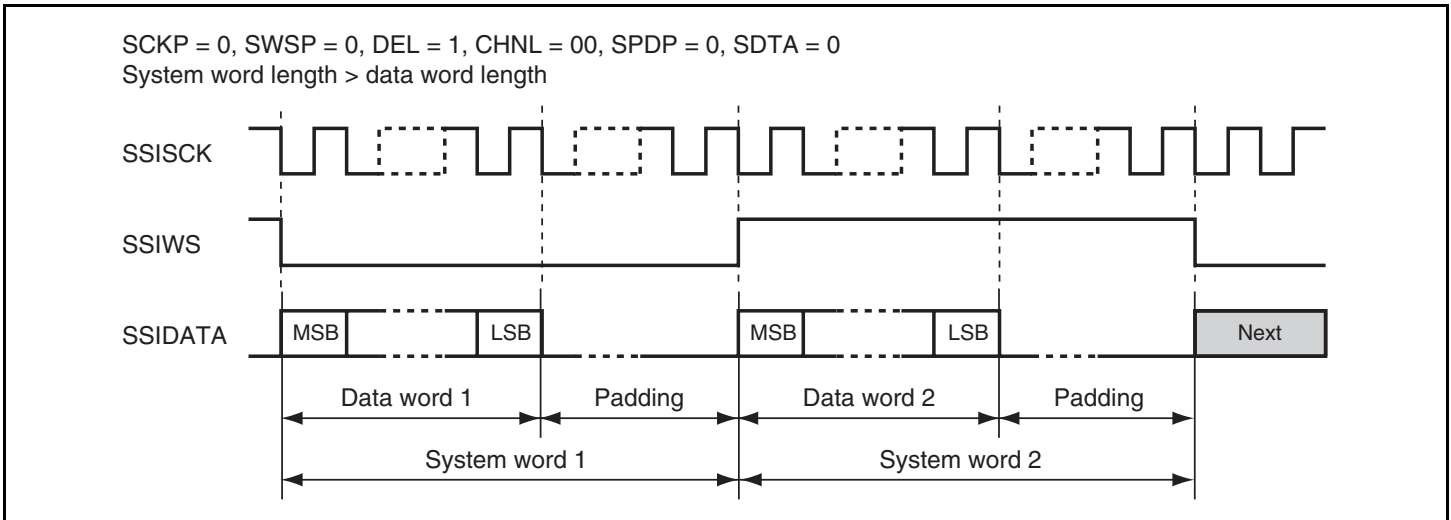 SCKP = 0, SWSP = 0, DEL = 1, CHNL = 00, SPDP = 0, SDTA = 0
System word length > data word length
SSISCK
SSIWS
SSIDATA
MSB LSB MSB LSB Next
Data word 1 Padding Data word 2 Padding
System word 1 System word 2